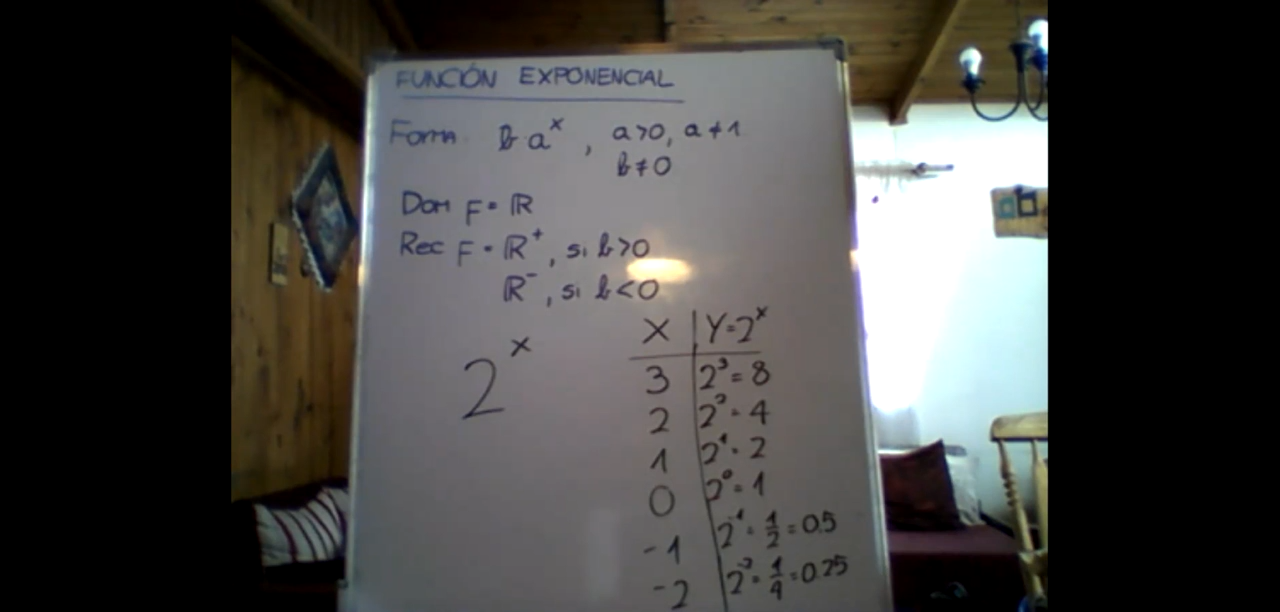 FUNCIÓN EXPONENCIAL
Forma: b·a^x, a>0, a≠1
b≠0
Dom F = ℝ
Rec F = ℝ⁺, si b>0
ℝ⁻, si b<0
2^x
X | Y=2^x
3 | 2³ = 8
2 | 2² = 4
1 | 2¹ = 2
0 | 2⁰ = 1
-1 | 2⁻¹ = 1/2 = 0.5
-2 | 2⁻² = 1/4 = 0.25